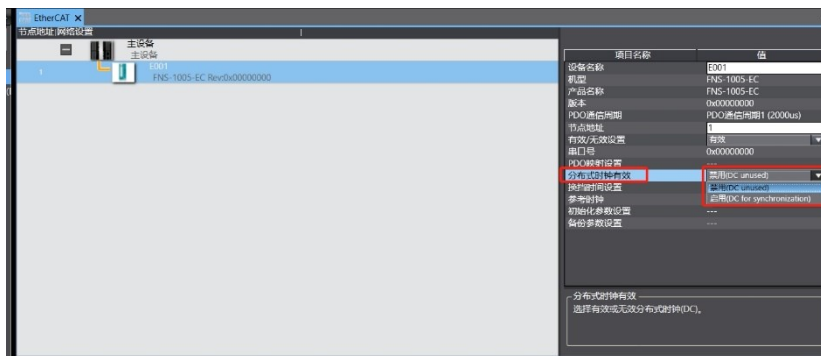 EtherCAT ×
节点地址|网络设置
主设备
主设备
1
E001
FNS-1005-EC Rev:0x00000000
项目名称 值
设备名称 E001
机型 FNS-1005-EC
产品名称 FNS-1005-EC
版本 0x00000000
PDO通信周期 PDO通信周期1 (2000us)
节点地址 1
有效/无效设置 有效
串口号 0x00000000
PDO映射设置 ---
分布式时钟有效 禁用(DC unused)
换挡时间设置 禁用(DC unused)
参考时钟 启用(DC for synchronization)
初始化参数设置 ---
备份参数设置 ---
分布式时钟有效
选择有效或无效分布式时钟(DC)。